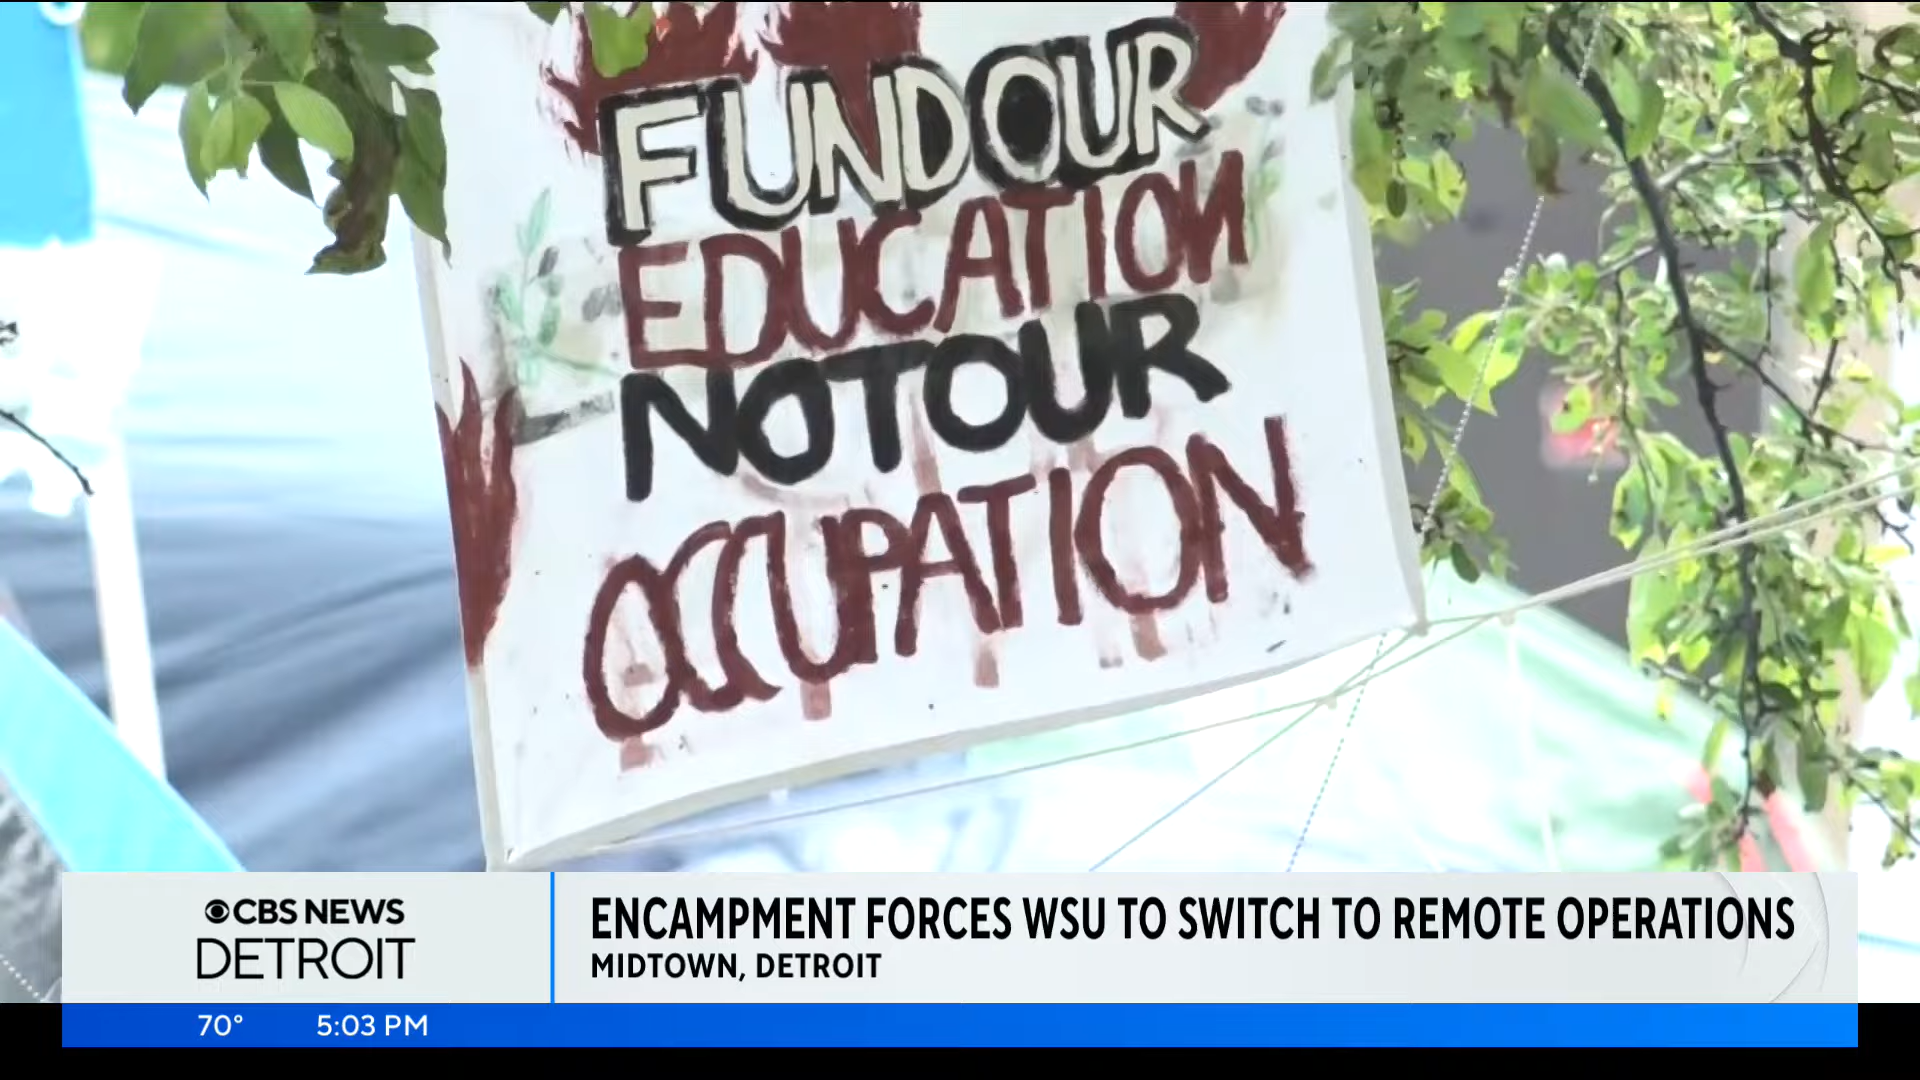 FUND OUR
EDUCATION
NOT OUR
OCCUPATION
CBS NEWS
DETROIT
ENCAMPMENT FORCES WSU TO SWITCH TO REMOTE OPERATIONS
MIDTOWN, DETROIT
70° 5:03 PM